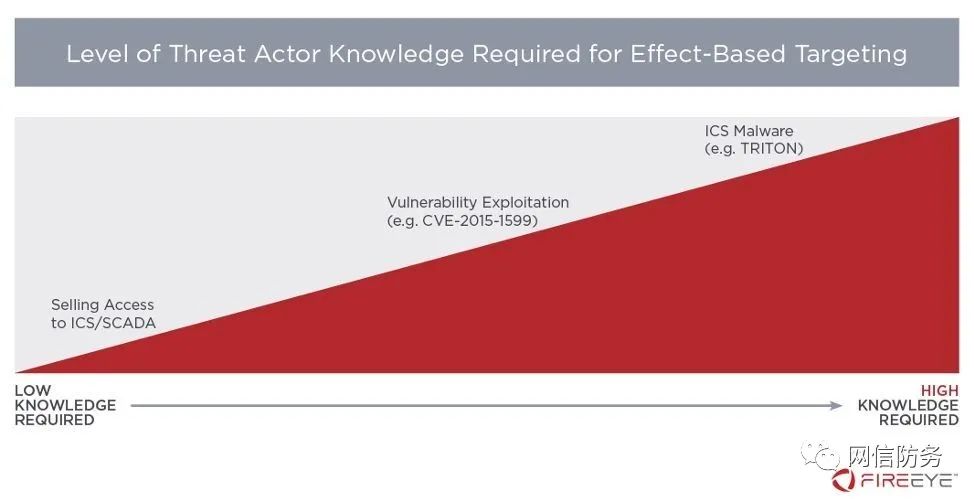 Level of Threat Actor Knowledge Required for Effect-Based Targeting
ICS Malware
(e.g. TRITON)
Vulnerability Exploitation
(e.g. CVE-2015-1599)
Selling Access
to ICS/SCADA
LOW
KNOWLEDGE
REQUIRED
HIGH
KNOWLEDGE
REQUIRED
网信防务
FIREEYE™